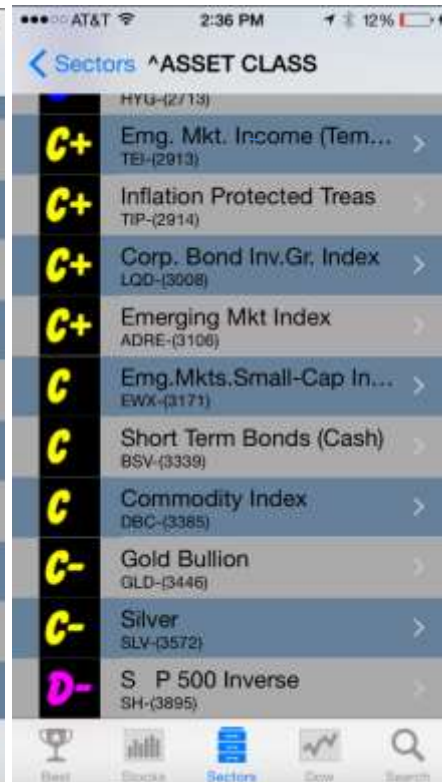 AT&T 2:36 PM 12%
Sectors ^ASSET CLASS
HYG-(2713)
C+ Emg. Mkt. Income (Tem...
TEI-(2913)
C+ Inflation Protected Treas
TIP-(2914)
C+ Corp. Bond Inv.Gr. Index
LQD-(3008)
C+ Emerging Mkt Index
ADRE-(3106)
C Emg.Mkts.Small-Cap In...
EWX-(3171)
C Short Term Bonds (Cash)
BSV-(3339)
C Commodity Index
DBC-(3385)
C- Gold Bullion
GLD-(3446)
C- Silver
SLV-(3572)
D- S P 500 Inverse
SH-(3895)
Best Stocks Sectors Dow Search